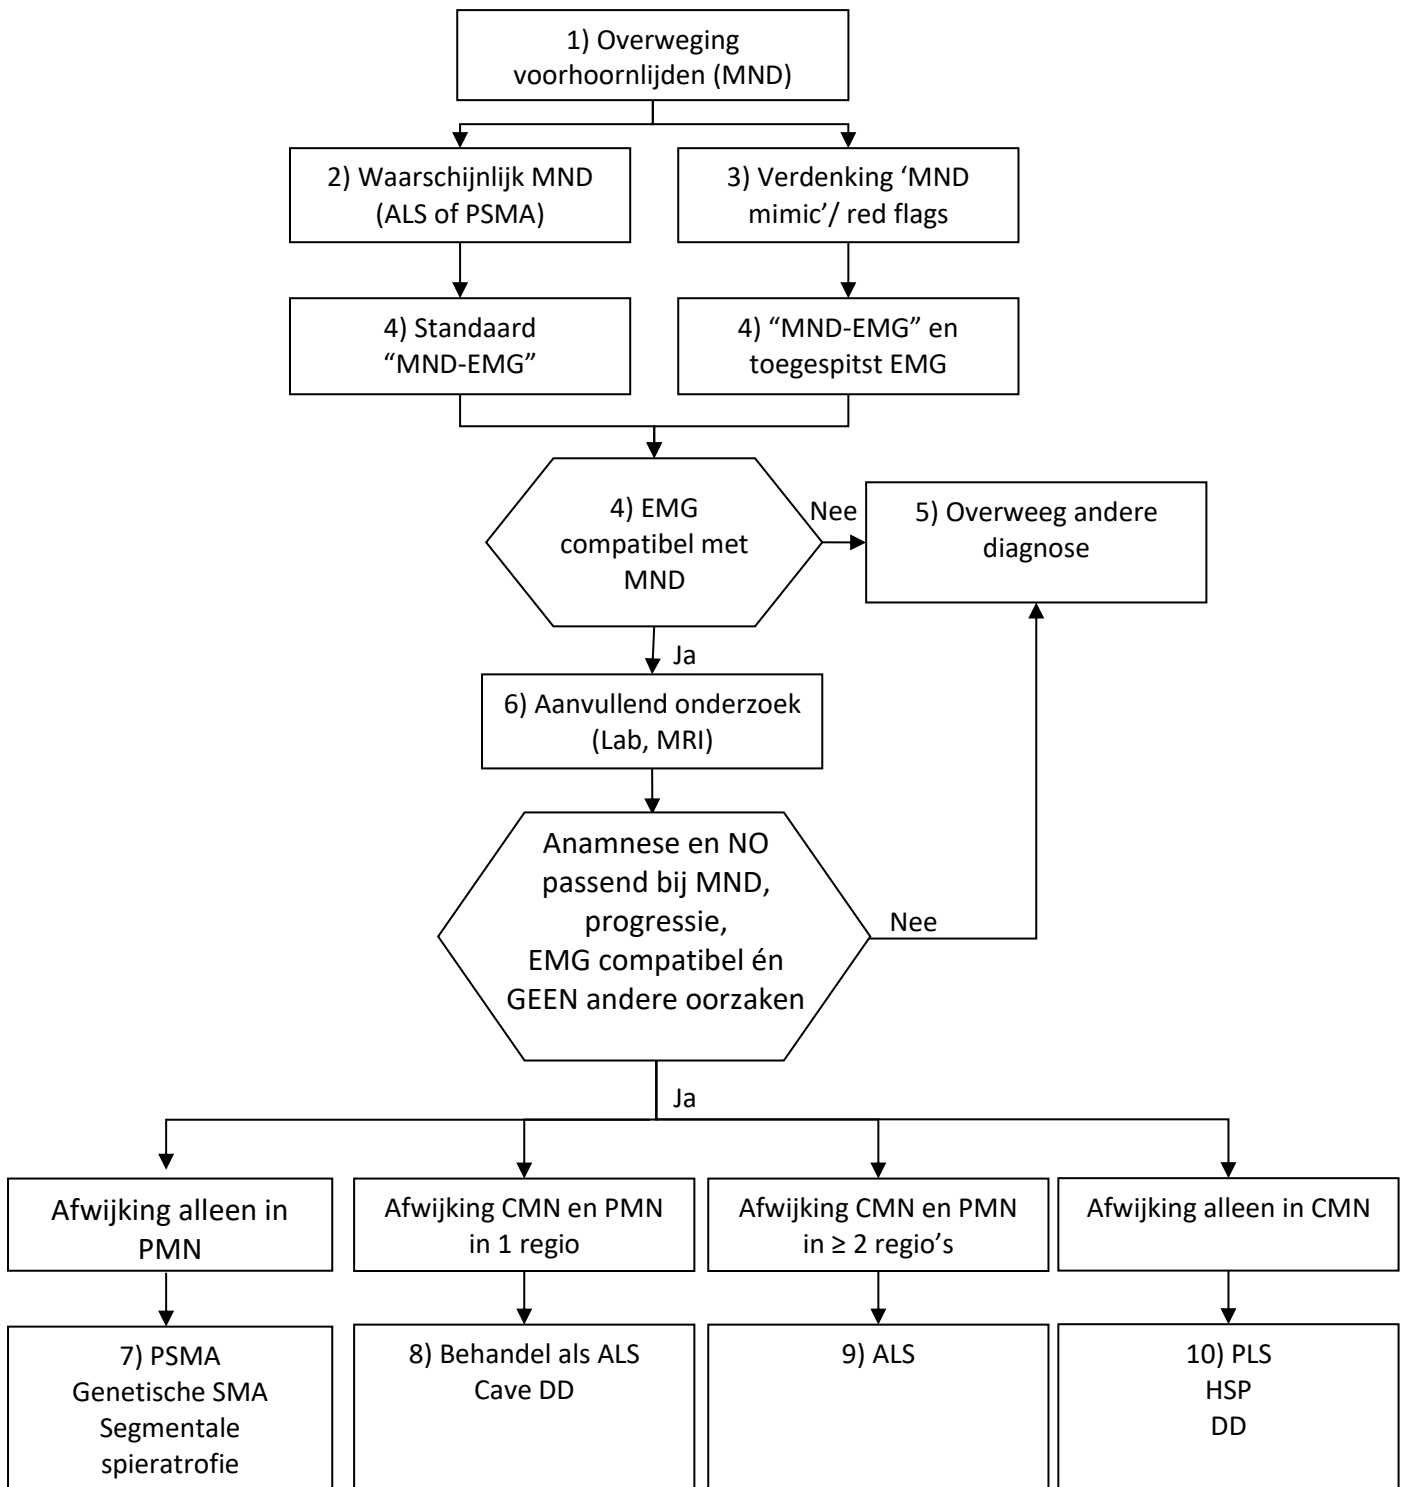 1) Overweging
voorhoornlijden (MND)
2) Waarschijnlijk MND
(ALS of PSMA)
3) Verdenking ‘MND
mimic’/ red flags
4) Standaard
“MND-EMG”
4) “MND-EMG” en
toegespitst EMG
4) EMG
compatibel met
MND
Nee
5) Overweeg andere
diagnose
Ja
6) Aanvullend onderzoek
(Lab, MRI)
Anamnese en NO
passend bij MND,
progressie,
EMG compatibel én
GEEN andere oorzaken
Nee
Ja
Afwijking alleen in
PMN
Afwijking CMN en PMN
in 1 regio
Afwijking CMN en PMN
in ≥ 2 regio’s
Afwijking alleen in CMN
7) PSMA
Genetische SMA
Segmentale
spieratrofie
8) Behandel als ALS
Cave DD
9) ALS
10) PLS
HSP
DD